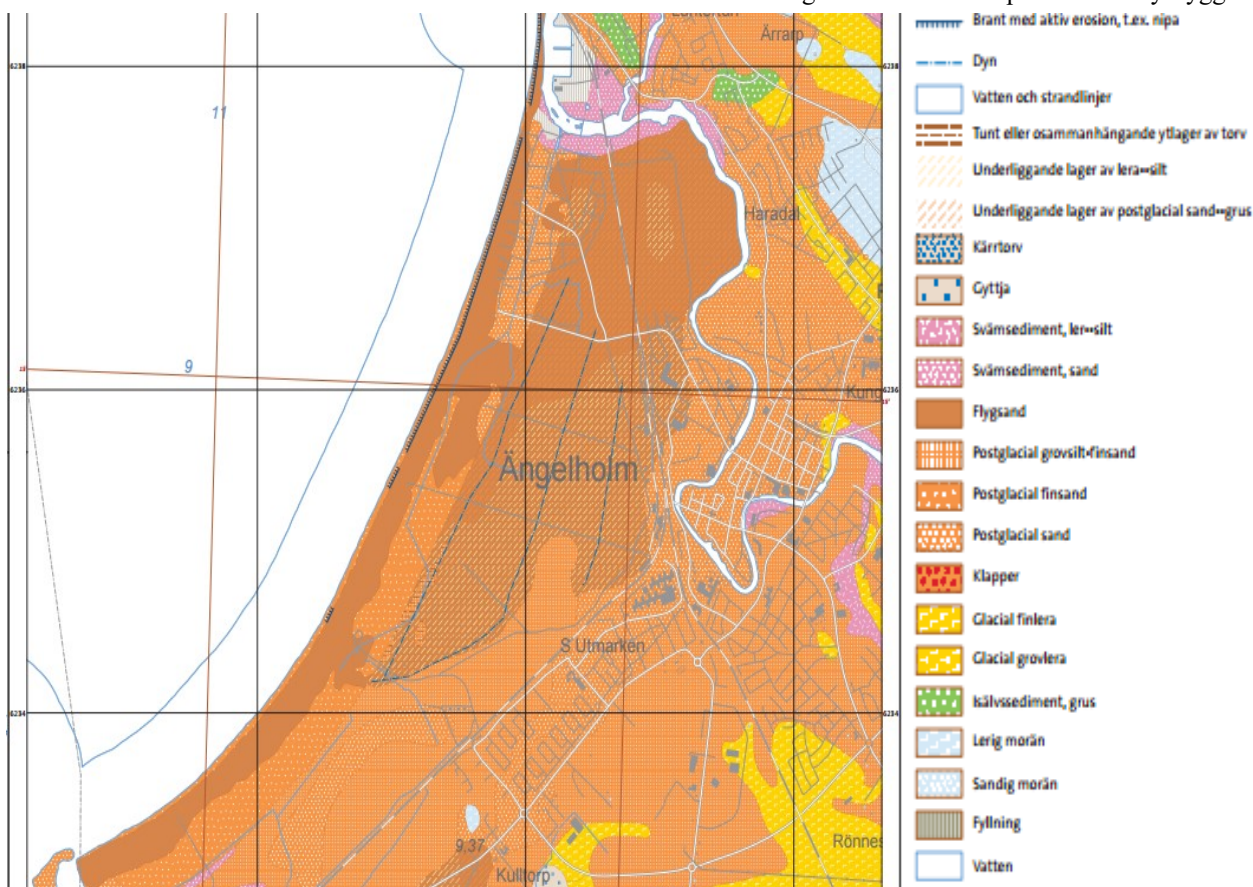 Ärrarp
6238
6238
11
Haradal
9
6236
6236
Kung
Ängelholm
S Utmarken
6234
6234
9,37
Kulltorp
Rönnes
Brant med aktiv erosion, t.ex. nipa
Dyn
Vatten och strandlinjer
Tunt eller osammanhängande ytlager av torv
Underliggande lager av lera--silt
Underliggande lager av postglacial sand--grus
Kärrtorv
Gyttja
Svämsediment, ler--silt
Svämsediment, sand
Flygsand
Postglacial grovsilt-finsand
Postglacial finsand
Postglacial sand
Klapper
Glacial finlera
Glacial grovlera
Isälvssediment, grus
Lerig morän
Sandig morän
Fyllning
Vatten